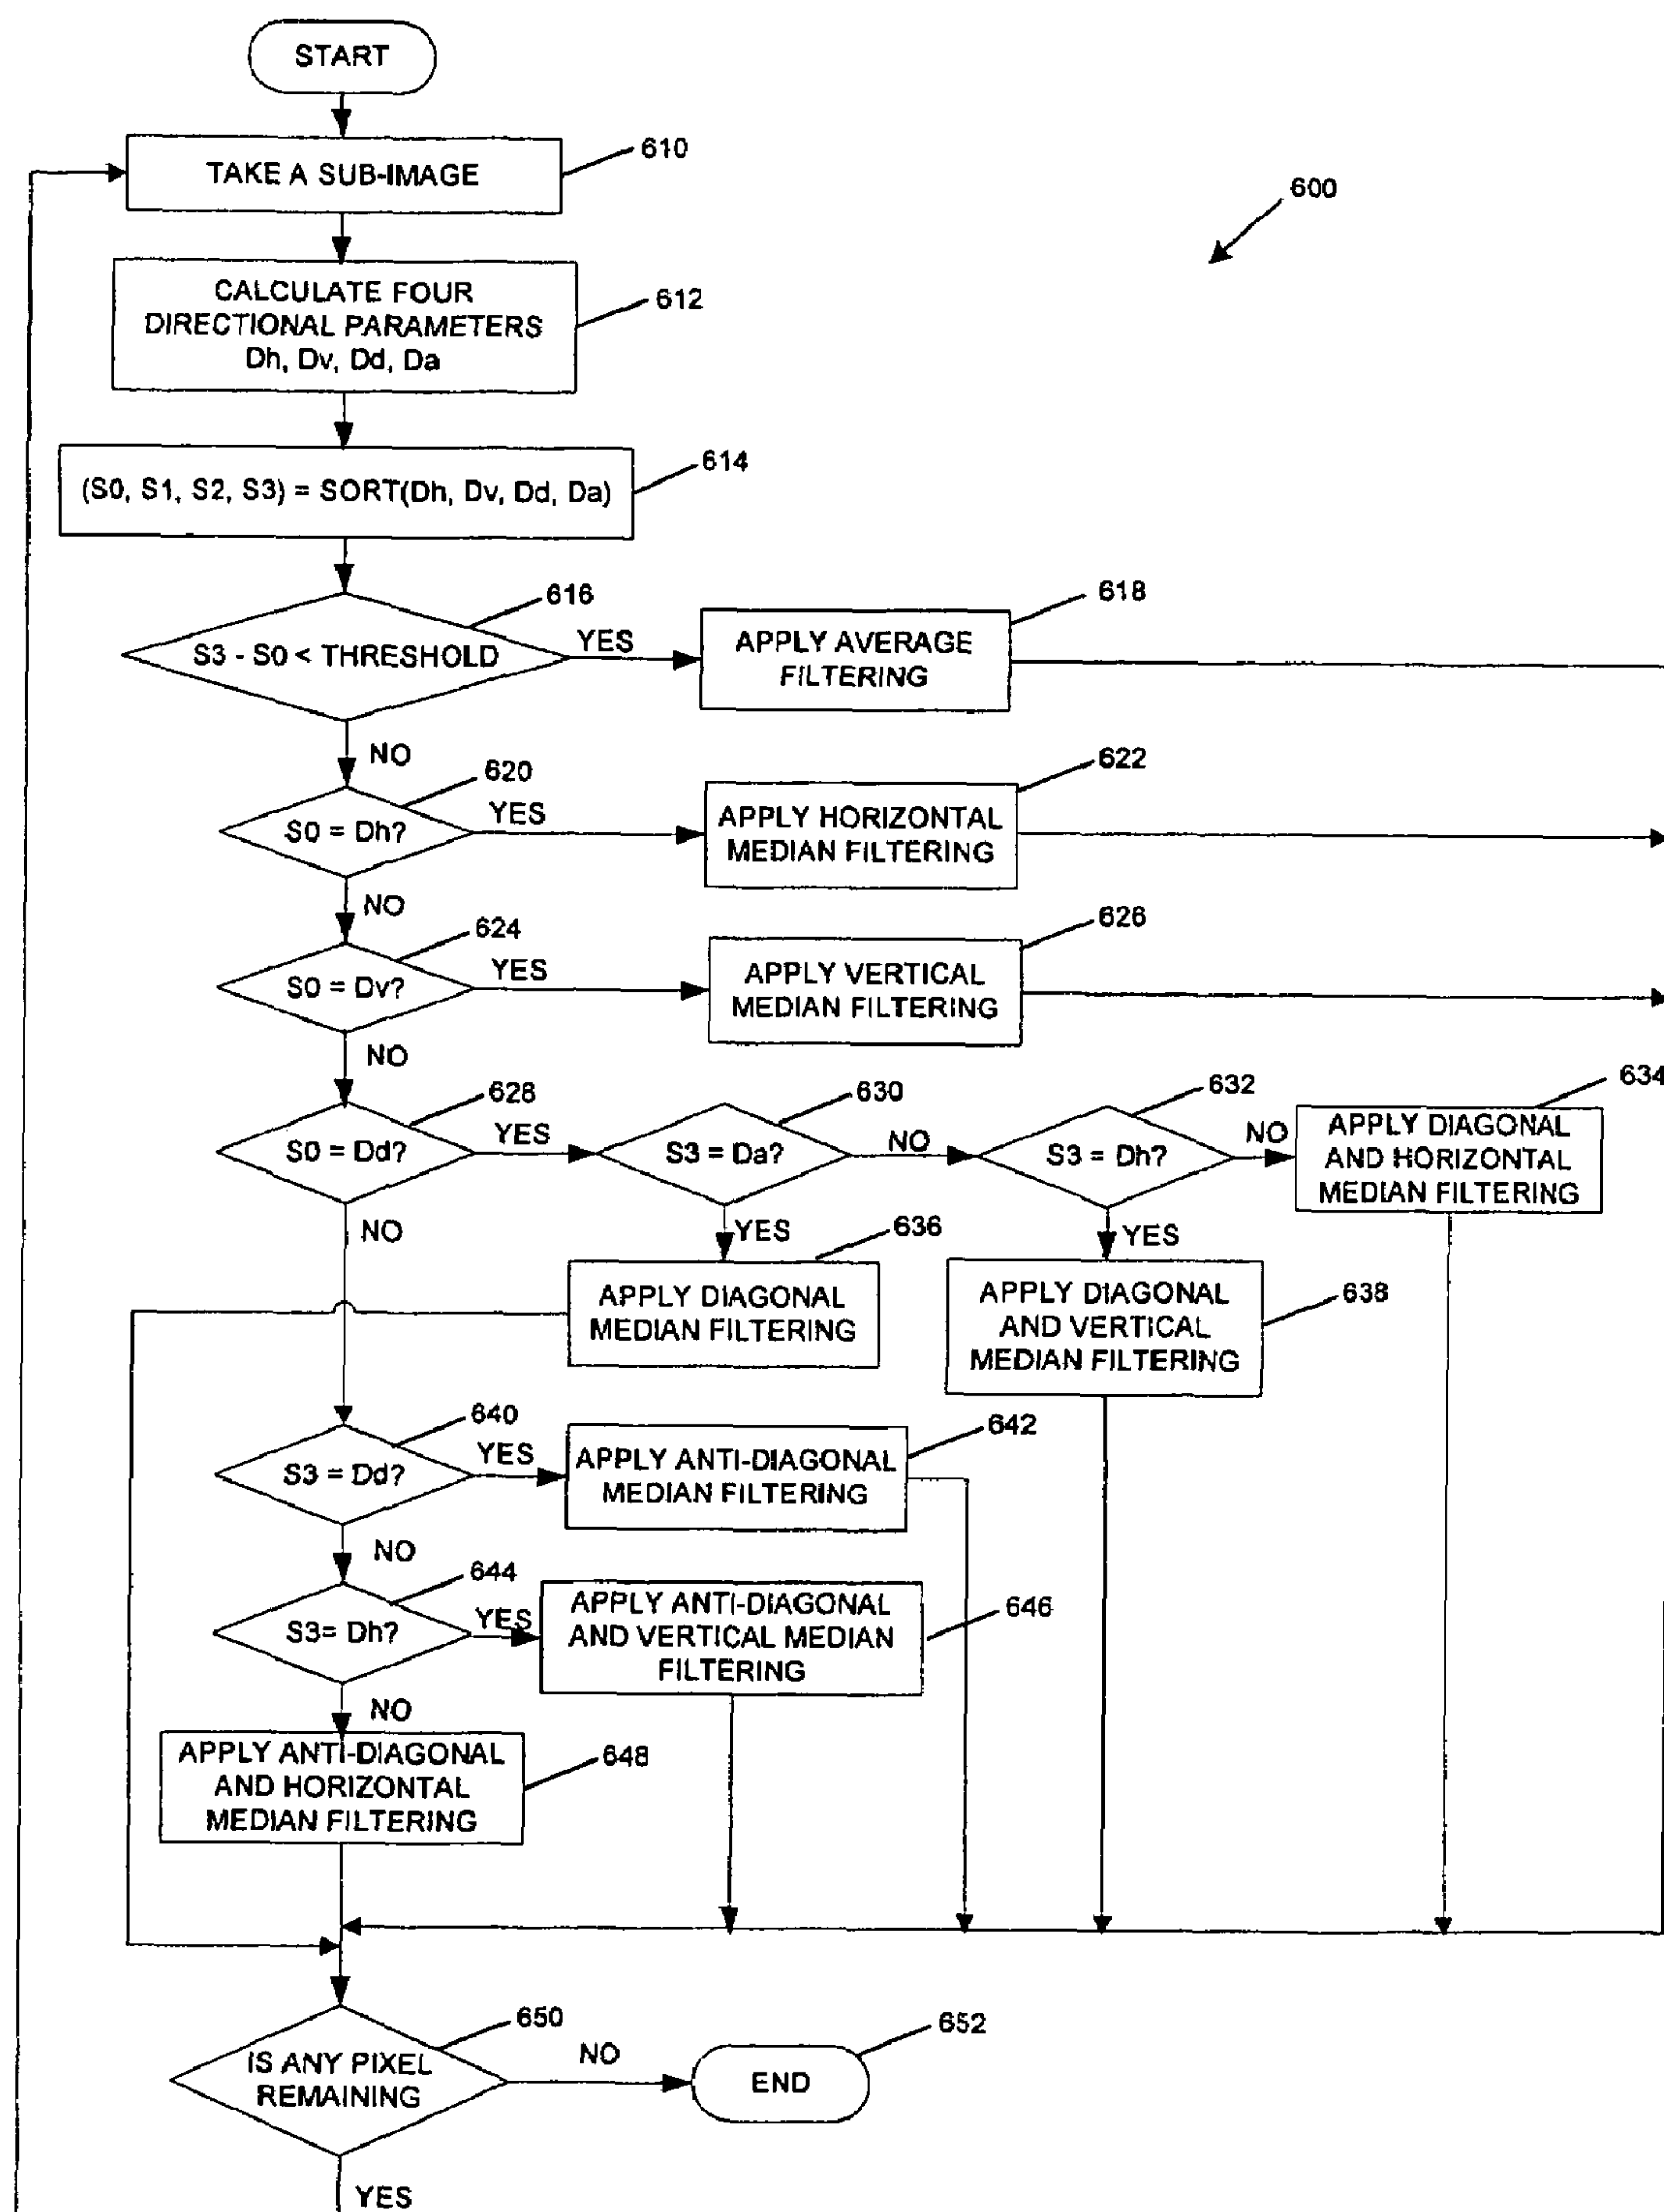 START
TAKE A SUB-IMAGE
610
600
CALCULATE FOUR
DIRECTIONAL PARAMETERS
Dh, Dv, Dd, Da
612
(S0, S1, S2, S3) = SORT(Dh, Dv, Dd, Da)
614
S3 - S0 < THRESHOLD
616
YES
APPLY AVERAGE
FILTERING
618
NO
S0 = Dh?
620
YES
APPLY HORIZONTAL
MEDIAN FILTERING
622
NO
S0 = Dv?
624
YES
APPLY VERTICAL
MEDIAN FILTERING
626
NO
S0 = Dd?
628
YES
S3 = Da?
630
NO
S3 = Dh?
632
NO
APPLY DIAGONAL
AND HORIZONTAL
MEDIAN FILTERING
634
NO
YES
APPLY DIAGONAL
MEDIAN FILTERING
636
YES
APPLY DIAGONAL
AND VERTICAL
MEDIAN FILTERING
638
S3 = Dd?
640
YES
APPLY ANTI-DIAGONAL
MEDIAN FILTERING
642
NO
S3= Dh?
644
YES
APPLY ANTI-DIAGONAL
AND VERTICAL MEDIAN
FILTERING
646
NO
APPLY ANTI-DIAGONAL
AND HORIZONTAL
MEDIAN FILTERING
648
IS ANY PIXEL
REMAINING
650
NO
END
652
YES